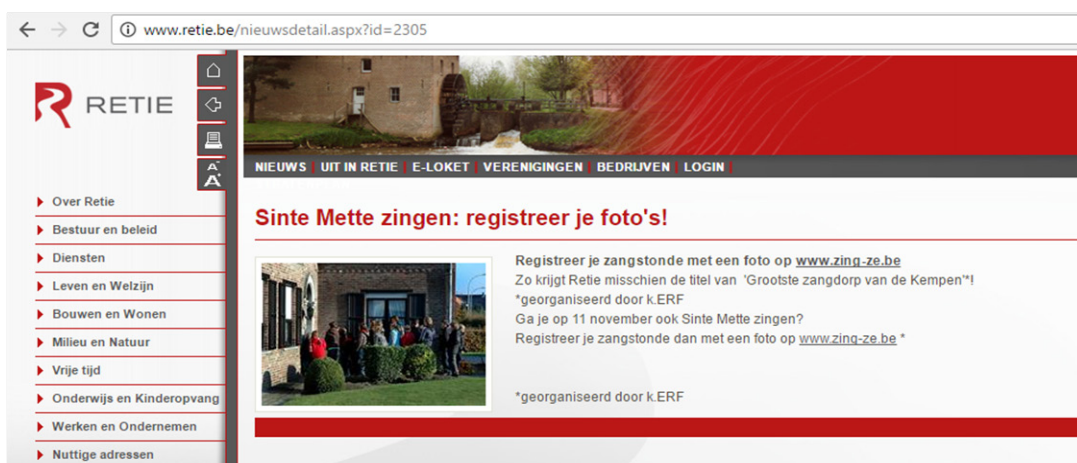 www.retie.be/nieuwsdetail.aspx?id=2305
RETIE
A
A
NIEUWS | UIT IN RETIE | E-LOKET | VERENIGINGEN | BEDRIJVEN | LOGIN |
Over Retie
Bestuur en beleid
Diensten
Leven en Welzijn
Bouwen en Wonen
Milieu en Natuur
Vrije tijd
Onderwijs en Kinderopvang
Werken en Ondernemen
Nuttige adressen
Sinte Mette zingen: registreer je foto's!
Registreer je zangstonde met een foto op www.zing-ze.be
Zo krijgt Retie misschien de titel van 'Grootste zangdorp van de Kempen'*!
*georganiseerd door k.ERF
Ga je op 11 november ook Sinte Mette zingen?
Registreer je zangstonde dan met een foto op www.zing-ze.be *
*georganiseerd door k.ERF